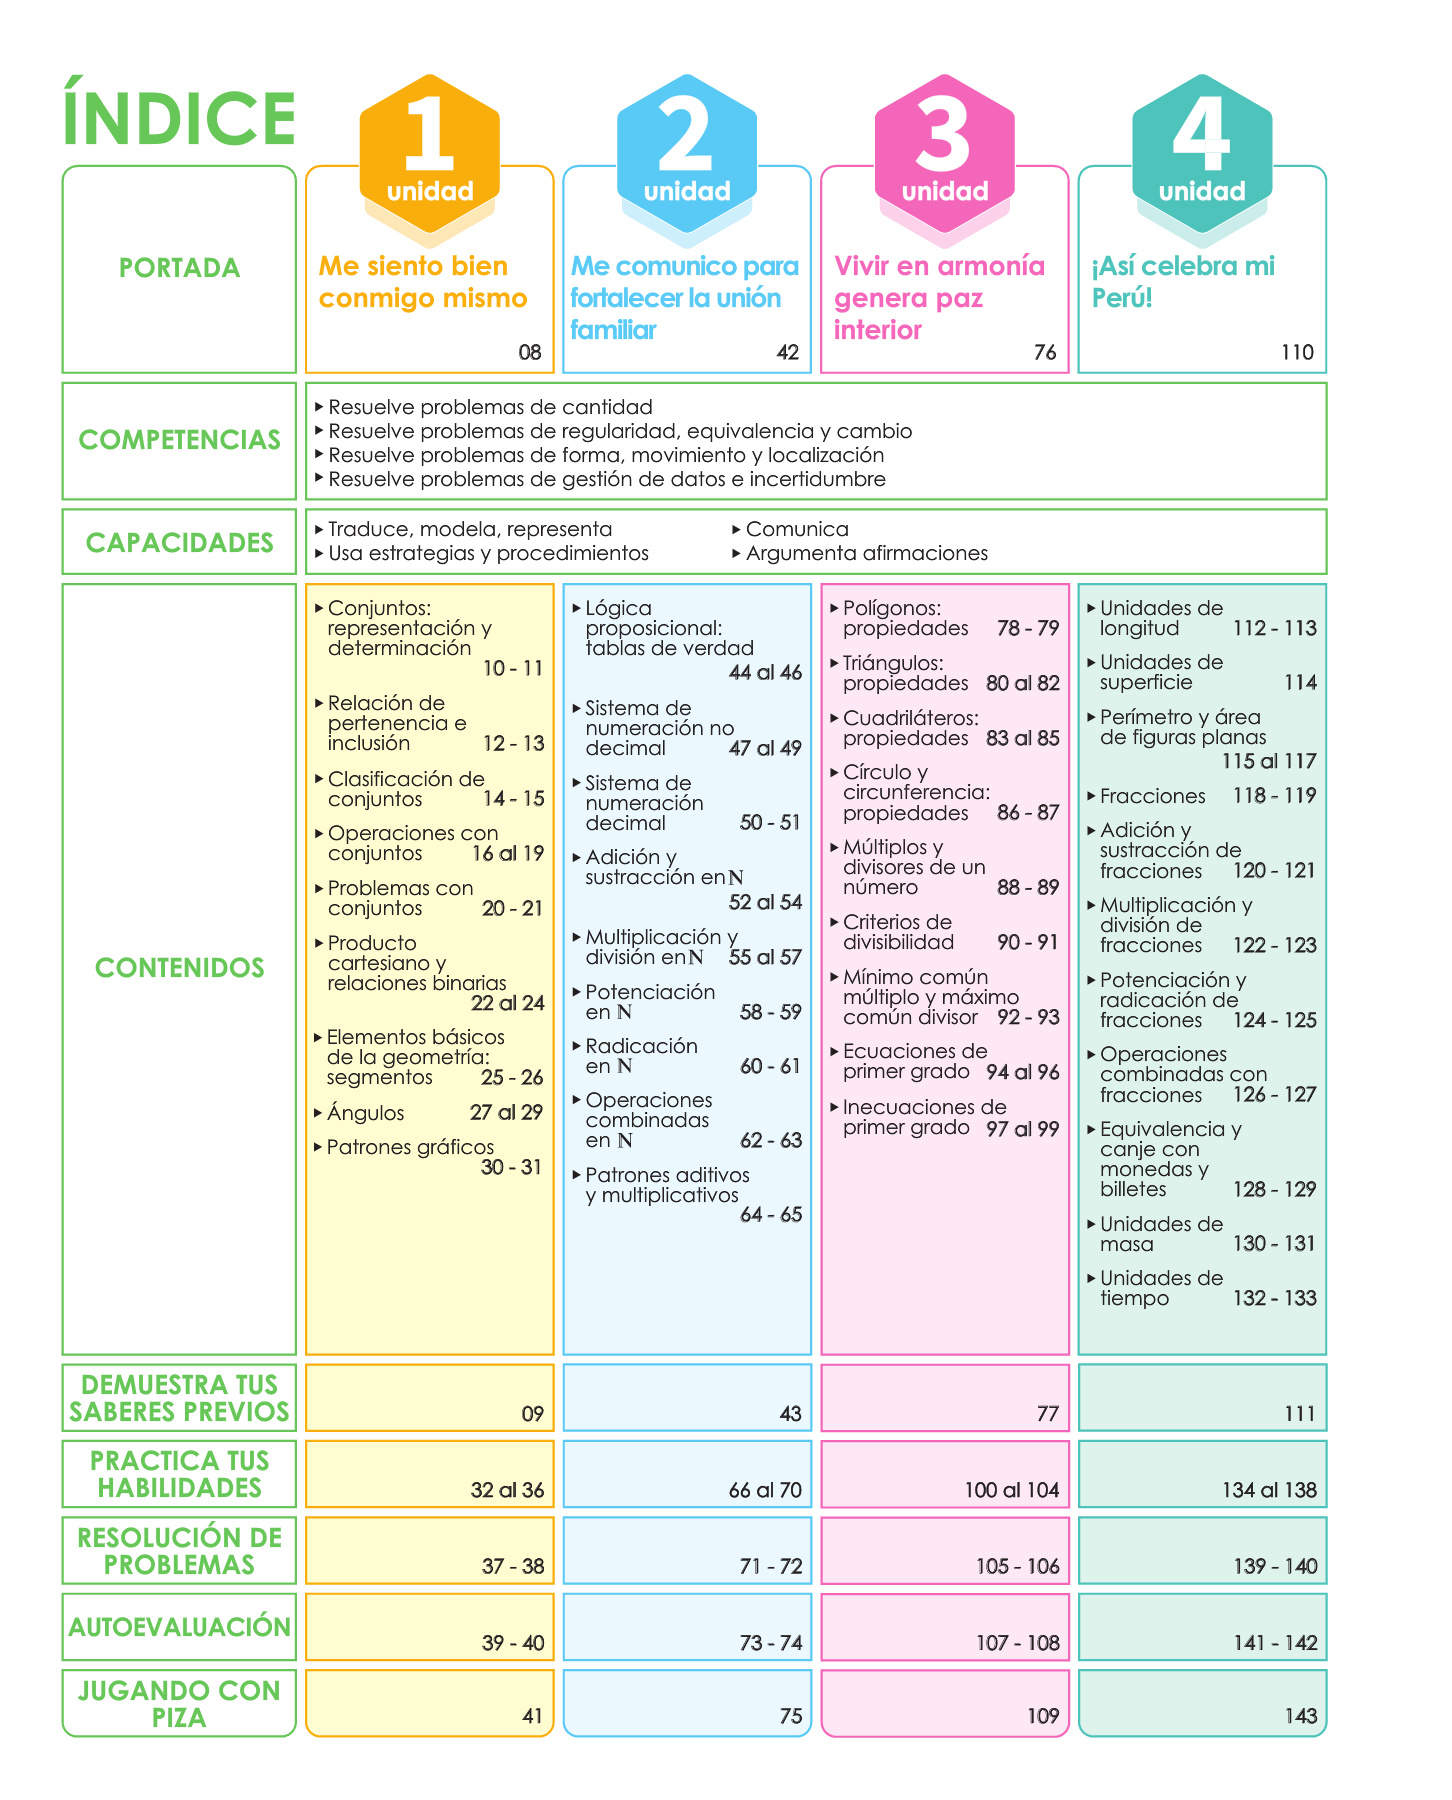 ÍNDICE
1
unidad
2
unidad
3
unidad
4
unidad
PORTADA
Me siento bien
conmigo mismo
08
Me comunico para
fortalecer la unión
familiar
42
Vivir en armonía
genera paz
interior
76
¡Así celebra mi
Perú!
110
COMPETENCIAS
Resuelve problemas de cantidad
Resuelve problemas de regularidad, equivalencia y cambio
Resuelve problemas de forma, movimiento y localización
Resuelve problemas de gestión de datos e incertidumbre
CAPACIDADES
Traduce, modela, representa
Usa estrategias y procedimientos
Comunica
Argumenta afirmaciones
CONTENIDOS
Conjuntos:
representación y
determinación
10 - 11
Relación de
pertenencia e
inclusión 12 - 13
Clasificación de
conjuntos 14 - 15
Operaciones con
conjuntos 16 al 19
Problemas con
conjuntos 20 - 21
Producto
cartesiano y
relaciones binarias
22 al 24
Elementos básicos
de la geometría:
segmentos 25 - 26
Ángulos 27 al 29
Patrones gráficos
30 - 31
Lógica
proposicional:
tablas de verdad
44 al 46
Sistema de
numeración no
decimal 47 al 49
Sistema de
numeración
decimal 50 - 51
Adición y
sustracción en N
52 al 54
Multiplicación y
división en N 55 al 57
Potenciación
en N 58 - 59
Radicación
en N 60 - 61
Operaciones
combinadas
en N 62 - 63
Patrones aditivos
y multiplicativos
64 - 65
Polígonos:
propiedades 78 - 79
Triángulos:
propiedades 80 al 82
Cuadriláteros:
propiedades 83 al 85
Círculo y
circunferencia:
propiedades 86 - 87
Múltiplos y
divisores de un
número 88 - 89
Criterios de
divisibilidad 90 - 91
Mínimo común
múltiplo y máximo
común divisor 92 - 93
Ecuaciones de
primer grado 94 al 96
Inecuaciones de
primer grado 97 al 99
Unidades de
longitud 112 - 113
Unidades de
superficie 114
Perímetro y área
de figuras planas
115 al 117
Fracciones 118 - 119
Adición y
sustracción de
fracciones 120 - 121
Multiplicación y
división de
fracciones 122 - 123
Potenciación y
radicación de
fracciones 124 - 125
Operaciones
combinadas con
fracciones 126 - 127
Equivalencia y
canje con
monedas y
billetes 128 - 129
Unidades de
masa 130 - 131
Unidades de
tiempo 132 - 133
DEMUESTRA TUS
SABERES PREVIOS
09
43
77
111
PRACTICA TUS
HABILIDADES
32 al 36
66 al 70
100 al 104
134 al 138
RESOLUCIÓN DE
PROBLEMAS
37 - 38
71 - 72
105 - 106
139 - 140
AUTOEVALUACIÓN
39 - 40
73 - 74
107 - 108
141 - 142
JUGANDO CON
PIZA
41
75
109
143